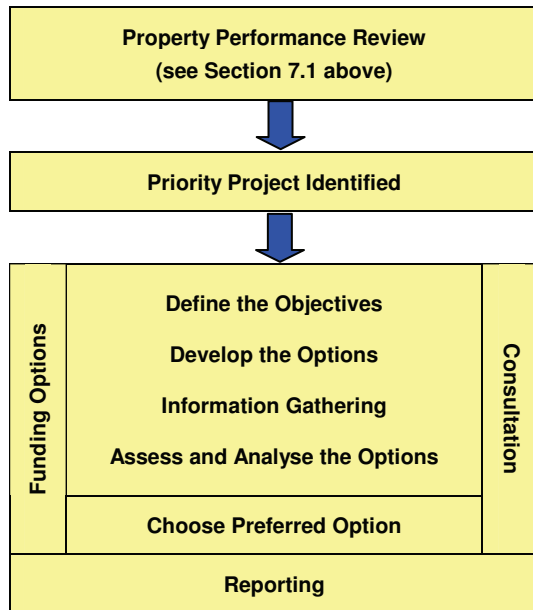 Property Performance Review
(see Section 7.1 above)
Priority Project Identified
Funding Options
Define the Objectives
Develop the Options
Information Gathering
Assess and Analyse the Options
Consultation
Choose Preferred Option
Reporting